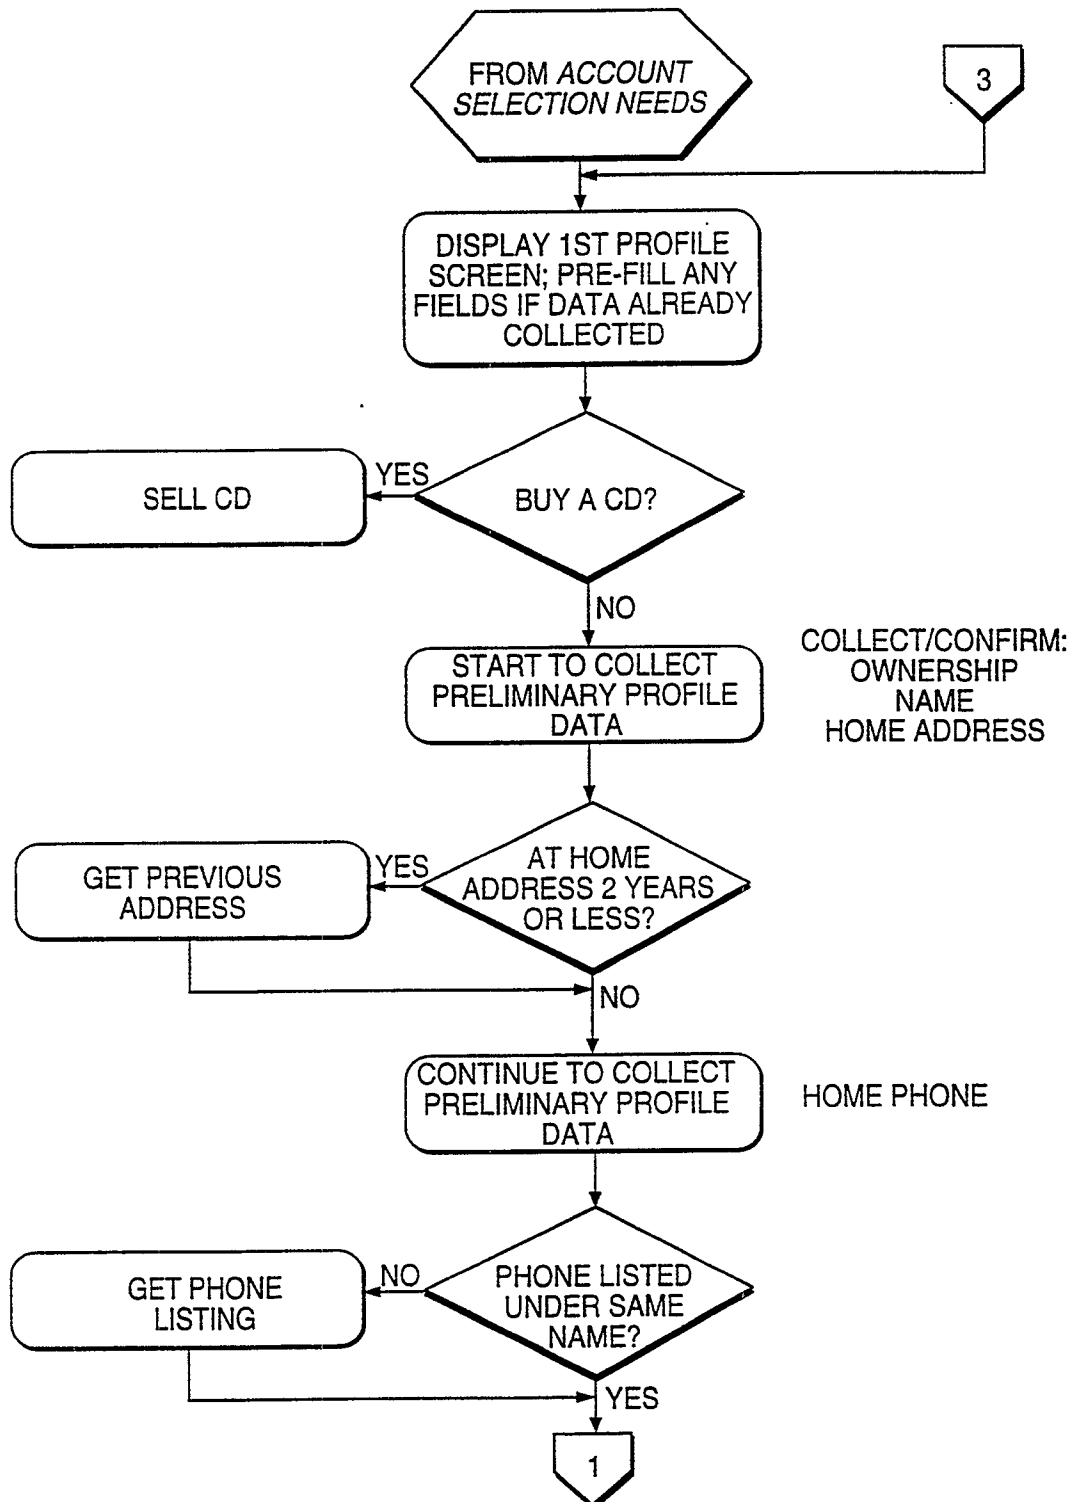 FROM ACCOUNT
SELECTION NEEDS
3
DISPLAY 1ST PROFILE
SCREEN; PRE-FILL ANY
FIELDS IF DATA ALREADY
COLLECTED
YES
SELL CD
BUY A CD?
NO
START TO COLLECT
PRELIMINARY PROFILE
DATA
COLLECT/CONFIRM:
OWNERSHIP
NAME
HOME ADDRESS
YES
GET PREVIOUS
ADDRESS
AT HOME
ADDRESS 2 YEARS
OR LESS?
NO
CONTINUE TO COLLECT
PRELIMINARY PROFILE
DATA
HOME PHONE
NO
GET PHONE
LISTING
PHONE LISTED
UNDER SAME
NAME?
YES
1